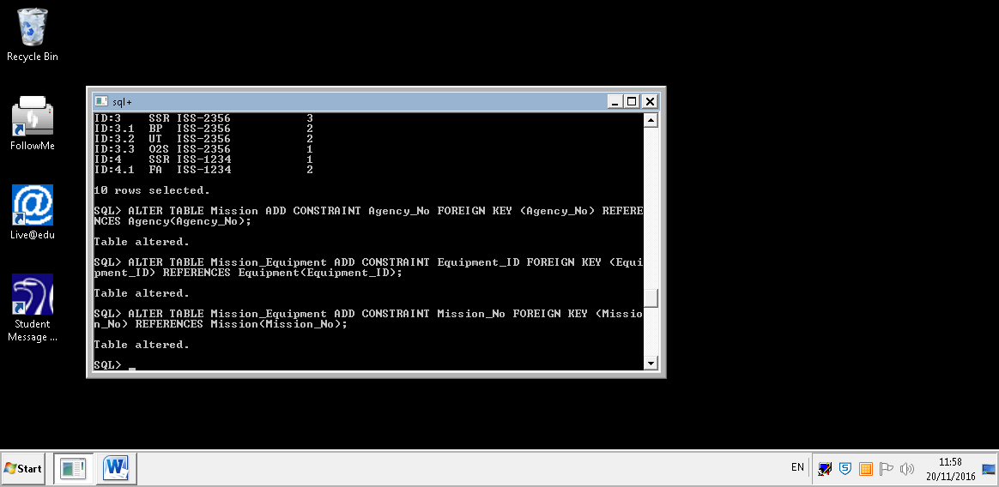 Recycle Bin
FollowMe
Live@edu
Student
Message ...
sql+
ID:3 SSR ISS-2356 3
ID:3.1 BP ISS-2356 2
ID:3.2 UT ISS-2356 2
ID:3.3 O2S ISS-2356 1
ID:4 SSR ISS-1234 1
ID:4.1 FA ISS-1234 2
10 rows selected.
SQL> ALTER TABLE Mission ADD CONSTRAINT Agency_No FOREIGN KEY (Agency_No) REFERE
NCES Agency(Agency_No);
Table altered.
SQL> ALTER TABLE Mission_Equipment ADD CONSTRAINT Equipment_ID FOREIGN KEY (Equi
pment_ID) REFERENCES Equipment(Equipment_ID);
Table altered.
SQL> ALTER TABLE Mission_Equipment ADD CONSTRAINT Mission_No FOREIGN KEY (Missio
n_No) REFERENCES Mission(Mission_No);
Table altered.
SQL> _
Start
W
EN
S
11:58
20/11/2016